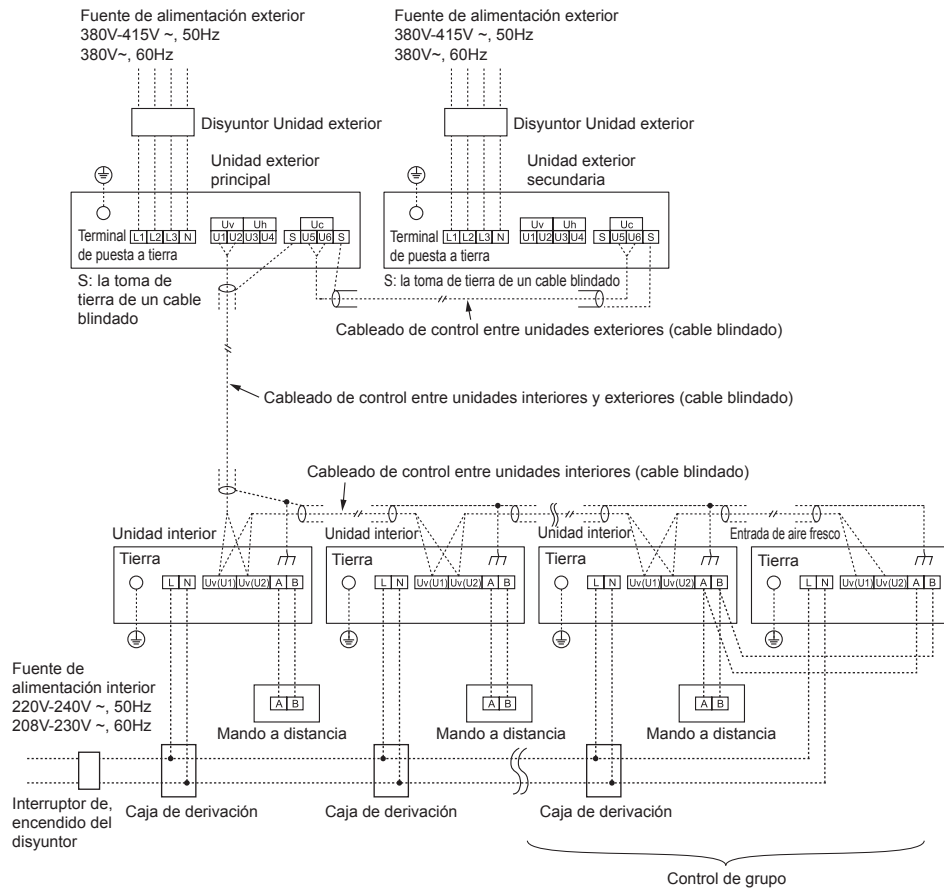 Fuente de alimentación exterior
380V-415V ~, 50Hz
380V~, 60Hz
Fuente de alimentación exterior
380V-415V ~, 50Hz
380V~, 60Hz
Disyuntor Unidad exterior
Disyuntor Unidad exterior
Unidad exterior
principal
Unidad exterior
secundaria
Uv Uh Uc
Terminal L1 L2 L3 N U1 U2 U3 U4 S U5 U6 S
de puesta a tierra
Uv Uh Uc
Terminal L1 L2 L3 N U1 U2 U3 U4 S U5 U6 S
de puesta a tierra
S: la toma de
tierra de un cable
blindado
S: la toma de tierra de un cable blindado
Cableado de control entre unidades exteriores (cable blindado)
Cableado de control entre unidades interiores y exteriores (cable blindado)
Cableado de control entre unidades interiores (cable blindado)
Unidad interior
Unidad interior
Unidad interior
Entrada de aire fresco
Tierra
Tierra
Tierra
Tierra
L N Uv(U1) Uv(U2) A B
L N Uv(U1) Uv(U2) A B
L N Uv(U1) Uv(U2) A B
L N Uv(U1) Uv(U2) A B
Fuente de
alimentación interior
220V-240V ~, 50Hz
208V-230V ~, 60Hz
A B
A B
A B
Mando a distancia
Mando a distancia
Mando a distancia
Interruptor de,
encendido del
disyuntor
Caja de derivación
Caja de derivación
Caja de derivación
Control de grupo